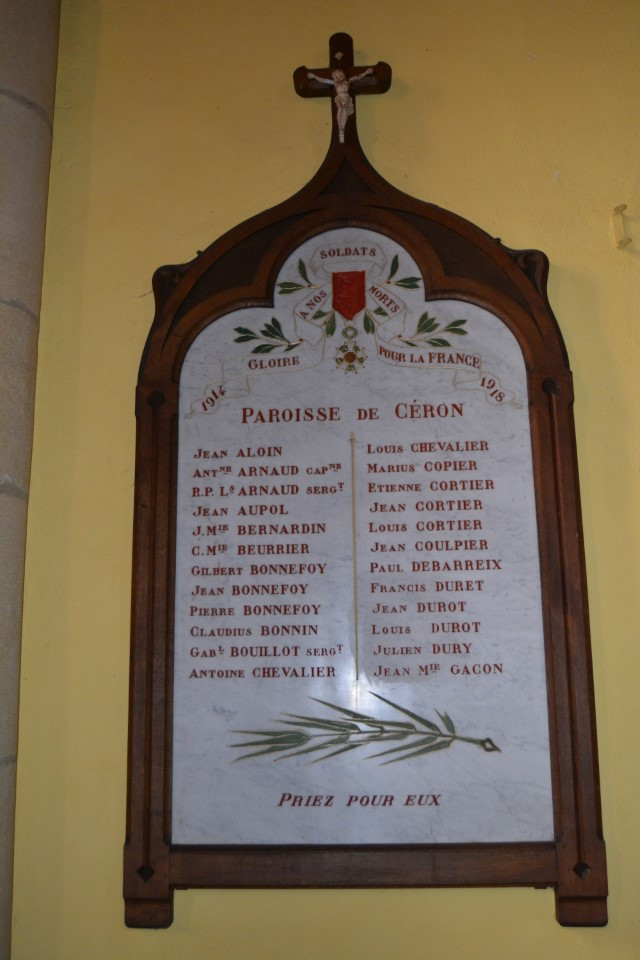 SOLDATS
A NOS MORTS
GLOIRE POUR LA FRANCE
1914 1918
PAROISSE DE CÉRON
JEAN ALOIN
ANTNE ARNAUD CAPNE
R.P. LS ARNAUD SERGT
JEAN AUPOL
J.MIE BERNARDIN
C.MIE BEURRIER
GILBERT BONNEFOY
JEAN BONNEFOY
PIERRE BONNEFOY
CLAUDIUS BONNIN
GABL BOUILLOT SERGT
ANTOINE CHEVALIER
LOUIS CHEVALIER
MARIUS COPIER
ETIENNE CORTIER
JEAN CORTIER
LOUIS CORTIER
JEAN COULPIER
PAUL DEBARREIX
FRANCIS DURET
JEAN DUROT
LOUIS DUROT
JULIEN DURY
JEAN MIE GACON
PRIEZ POUR EUX